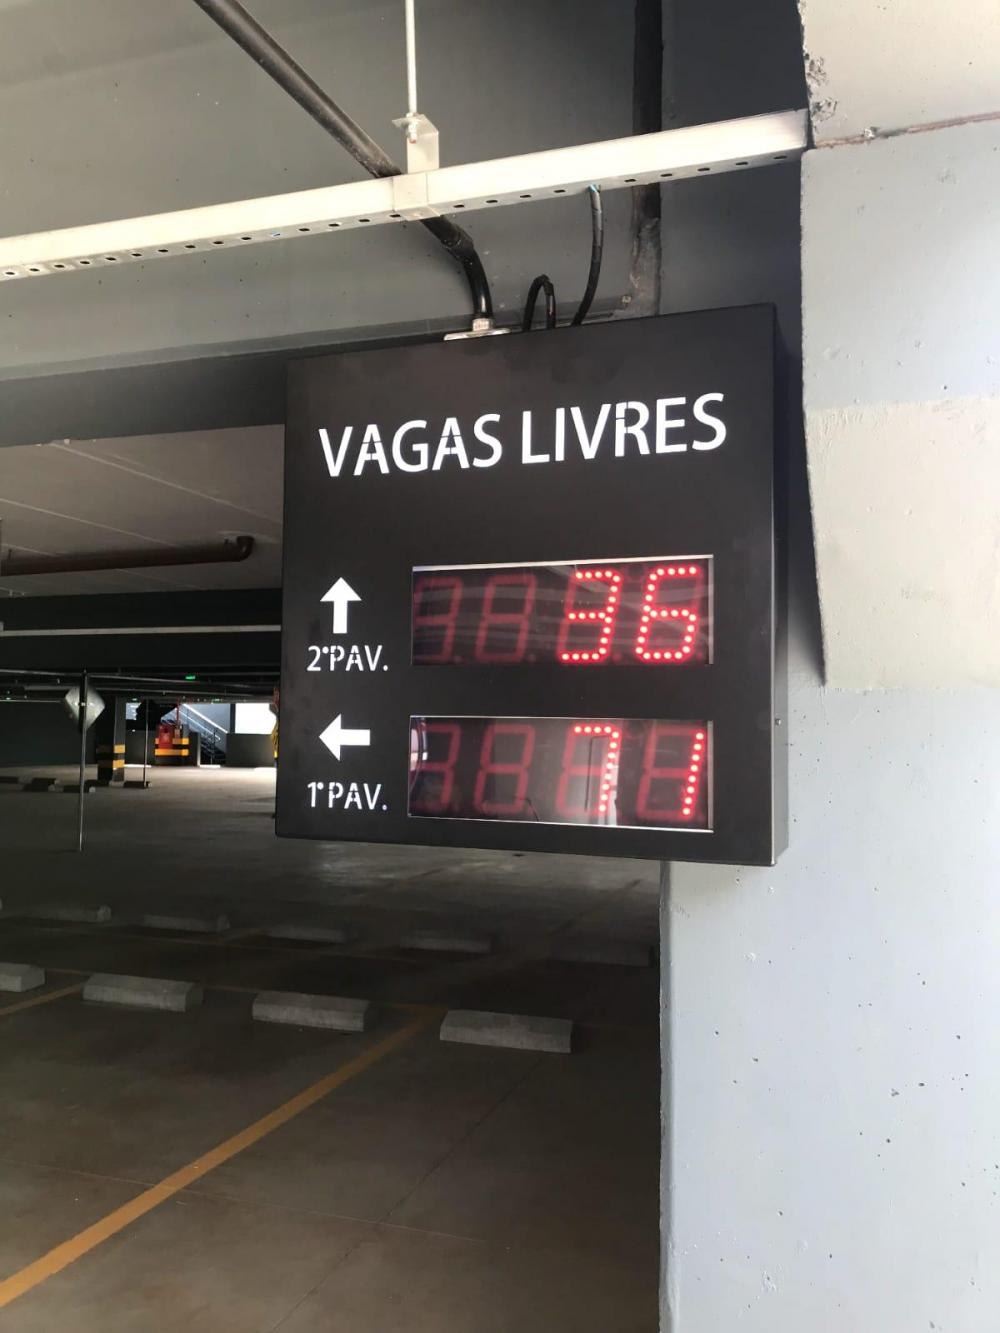 VAGAS LIVRES
36
2°PAV.
71
1°PAV.